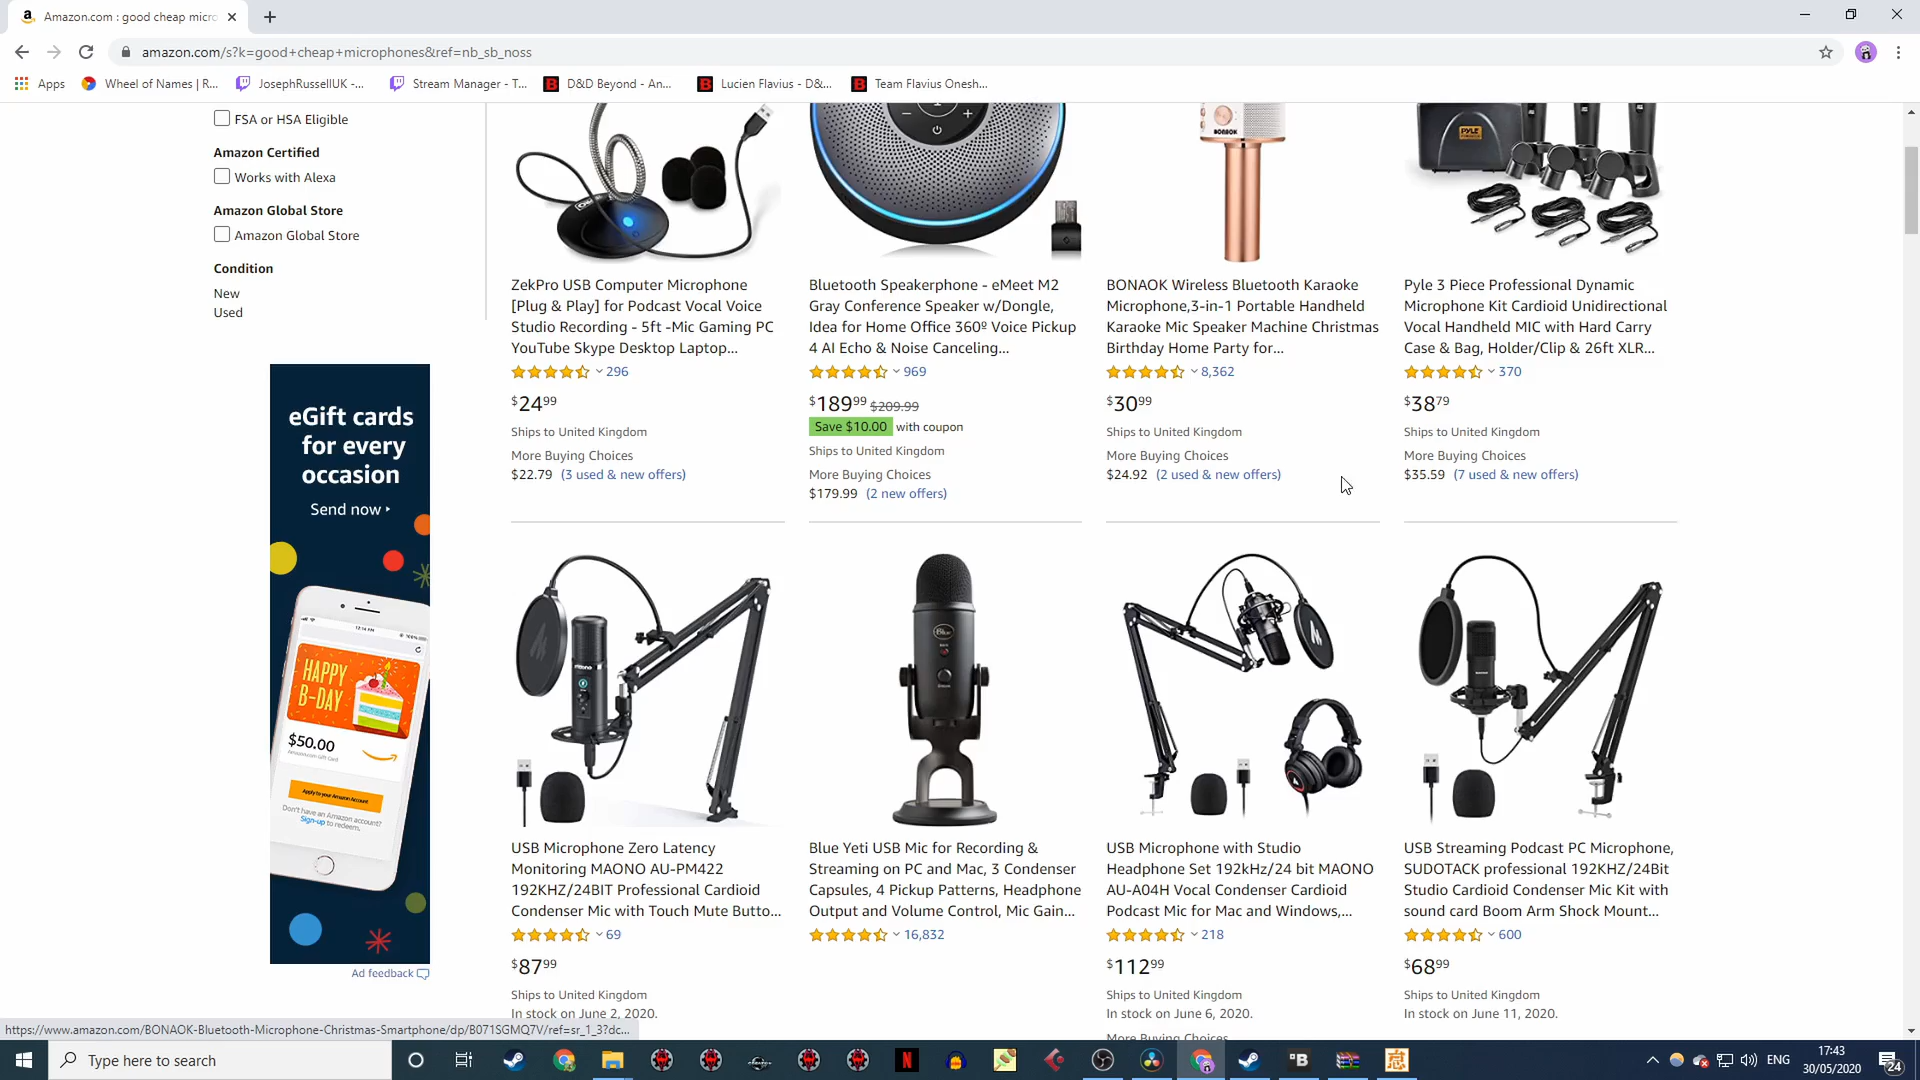 Amazon.com : good cheap micro
amazon.com/s?k=good+cheap+microphones&ref=nb_sb_noss
Apps
Wheel of Names | R...
JosephRussellUK -...
Stream Manager - T...
D&D Beyond - An...
Lucien Flavius - D&...
Team Flavius Onesh...
FSA or HSA Eligible
Amazon Certified
Works with Alexa
Amazon Global Store
Amazon Global Store
Condition
New
Used
eGift cards
for every
occasion
Send now
HAPPY
B-DAY
$50.00
Amazon.com Gift Card
Apply to your Amazon Account
Don't have an Amazon account?
Sign-up to redeem.
Ad feedback
BONAOK
PYLE
ZekPro USB Computer Microphone
[Plug & Play] for Podcast Vocal Voice
Studio Recording - 5ft -Mic Gaming PC
YouTube Skype Desktop Laptop...
296
$24.99
Ships to United Kingdom
More Buying Choices
$22.79 (3 used & new offers)
Bluetooth Speakerphone - eMeet M2
Gray Conference Speaker w/Dongle,
Idea for Home Office 360º Voice Pickup
4 AI Echo & Noise Canceling...
969
$189.99 $209.99
Save $10.00 with coupon
Ships to United Kingdom
More Buying Choices
$179.99 (2 new offers)
BONAOK Wireless Bluetooth Karaoke
Microphone,3-in-1 Portable Handheld
Karaoke Mic Speaker Machine Christmas
Birthday Home Party for...
8,362
$30.99
Ships to United Kingdom
More Buying Choices
$24.92 (2 used & new offers)
Pyle 3 Piece Professional Dynamic
Microphone Kit Cardioid Unidirectional
Vocal Handheld MIC with Hard Carry
Case & Bag, Holder/Clip & 26ft XLR...
370
$38.79
Ships to United Kingdom
More Buying Choices
$35.59 (7 used & new offers)
Blue
USB Microphone Zero Latency
Monitoring MAONO AU-PM422
192KHZ/24BIT Professional Cardioid
Condenser Mic with Touch Mute Butto...
69
$87.99
Ships to United Kingdom
In stock on June 2, 2020.
Blue Yeti USB Mic for Recording &
Streaming on PC and Mac, 3 Condenser
Capsules, 4 Pickup Patterns, Headphone
Output and Volume Control, Mic Gain...
16,832
USB Microphone with Studio
Headphone Set 192kHz/24 bit MAONO
AU-A04H Vocal Condenser Cardioid
Podcast Mic for Mac and Windows,...
218
$112.99
Ships to United Kingdom
In stock on June 6, 2020.
More Buying Choices
USB Streaming Podcast PC Microphone,
SUDOTACK professional 192KHZ/24Bit
Studio Cardioid Condenser Mic Kit with
sound card Boom Arm Shock Mount...
600
$68.99
Ships to United Kingdom
In stock on June 11, 2020.
https://www.amazon.com/BONAOK-Bluetooth-Microphone-Christmas-Smartphone/dp/B071SGMQ7V/ref=sr_1_3?dc...
Type here to search
ENG
17:43
30/05/2020
24